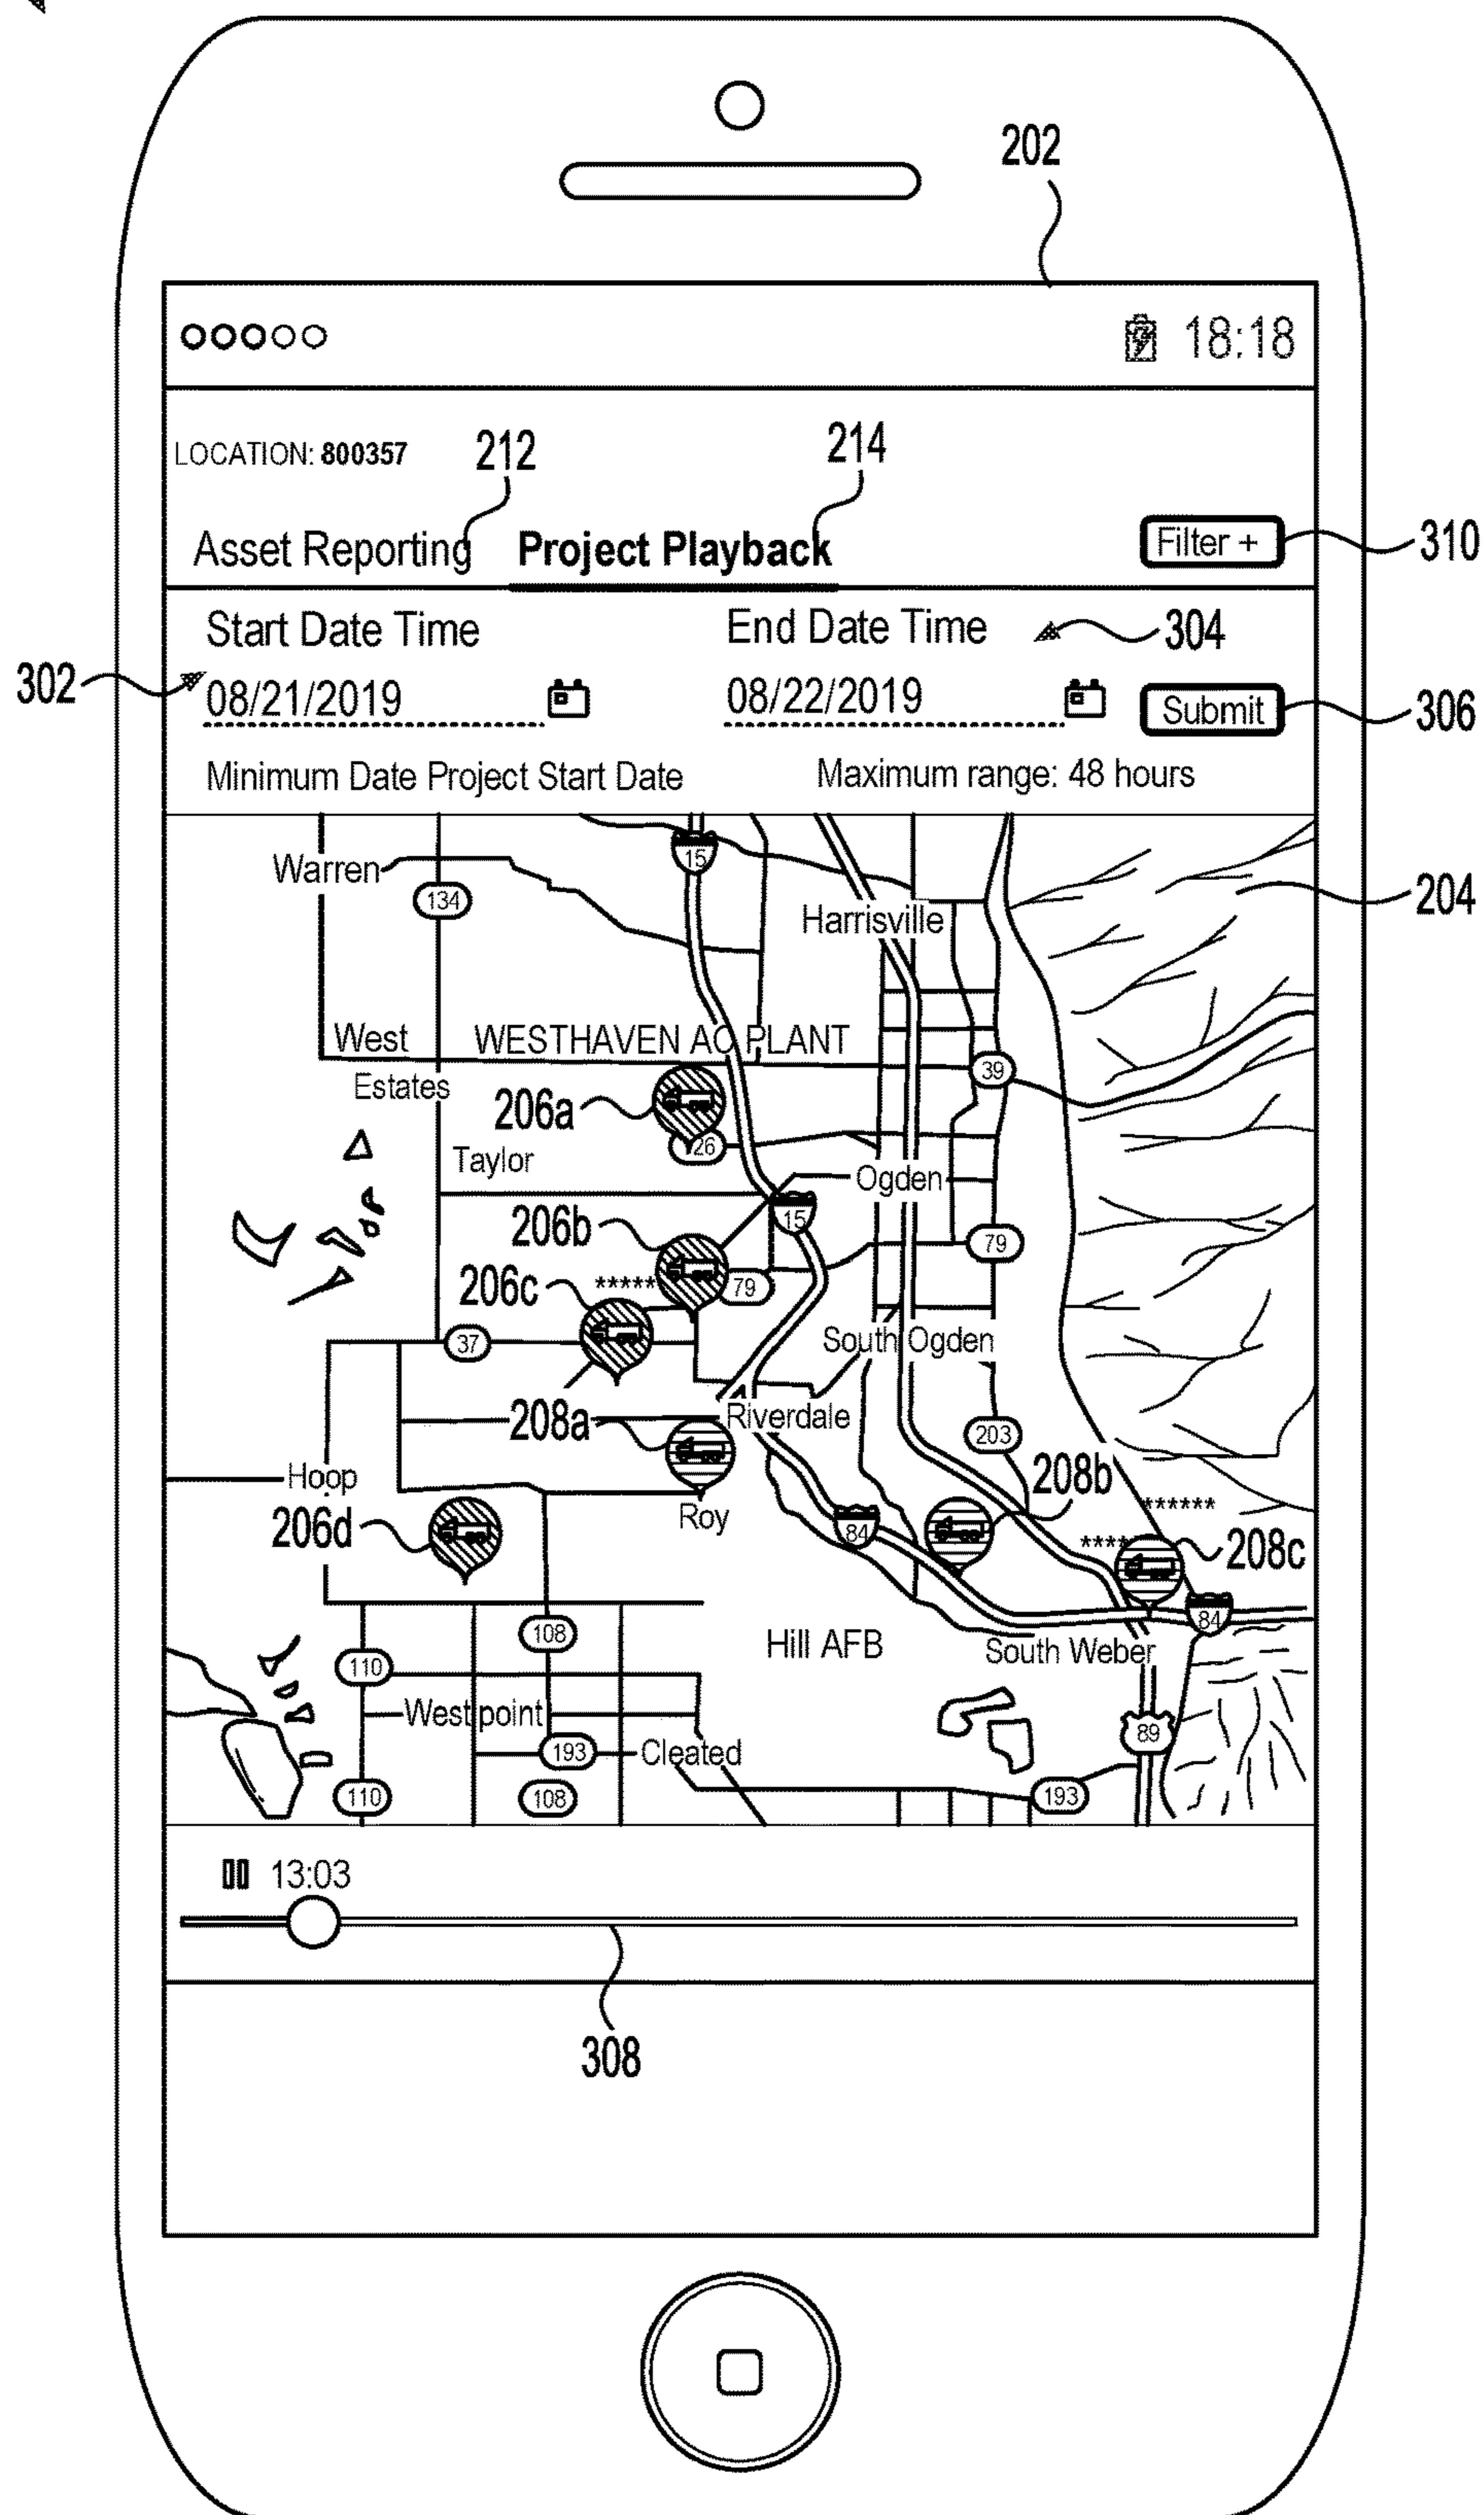 202
18:18
LOCATION: 800357
212
214
Asset Reporting
Project Playback
Filter +
310
Start Date Time
End Date Time
304
302
08/21/2019
08/22/2019
Submit
306
Minimum Date Project Start Date
Maximum range: 48 hours
15
Warren
134
204
Harrisville
West
WESTHAVEN AC PLANT
39
Estates
206a
26
Taylor
Ogden
15
206b
79
206c
*****
79
37
South Ogden
208a
Riverdale
203
Hoop
208b
******
Roy
206d
84
****
208c
84
108
Hill AFB
South Weber
110
West point
89
193
Cleated
110
108
193
13:03
308